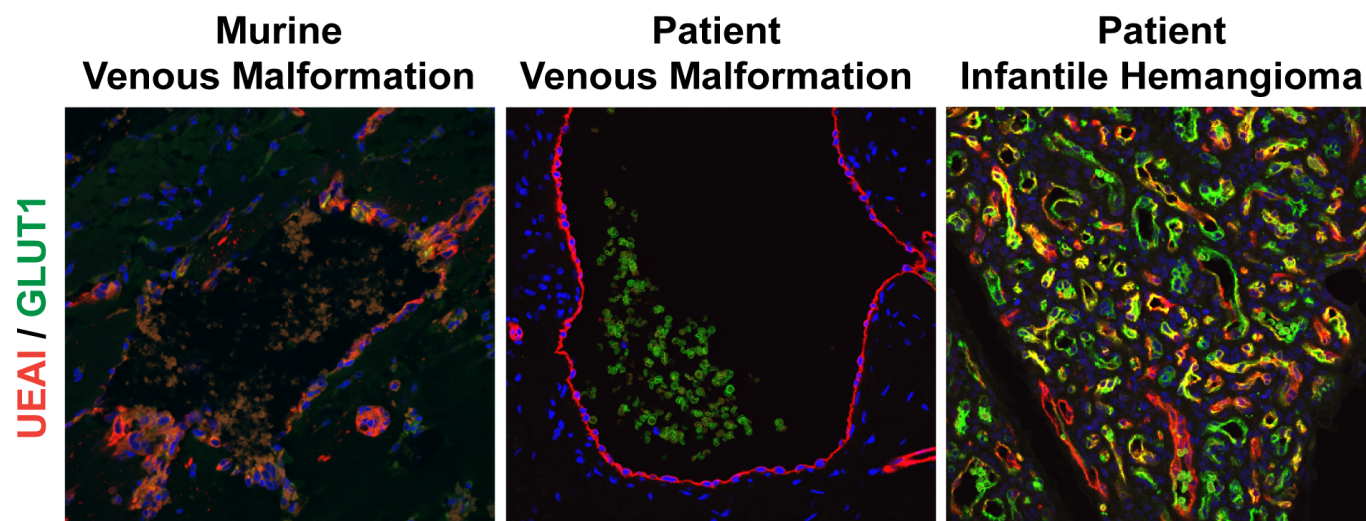 Murine
Venous Malformation
Patient
Venous Malformation
Patient
Infantile Hemangioma
UEAI / GLUT1